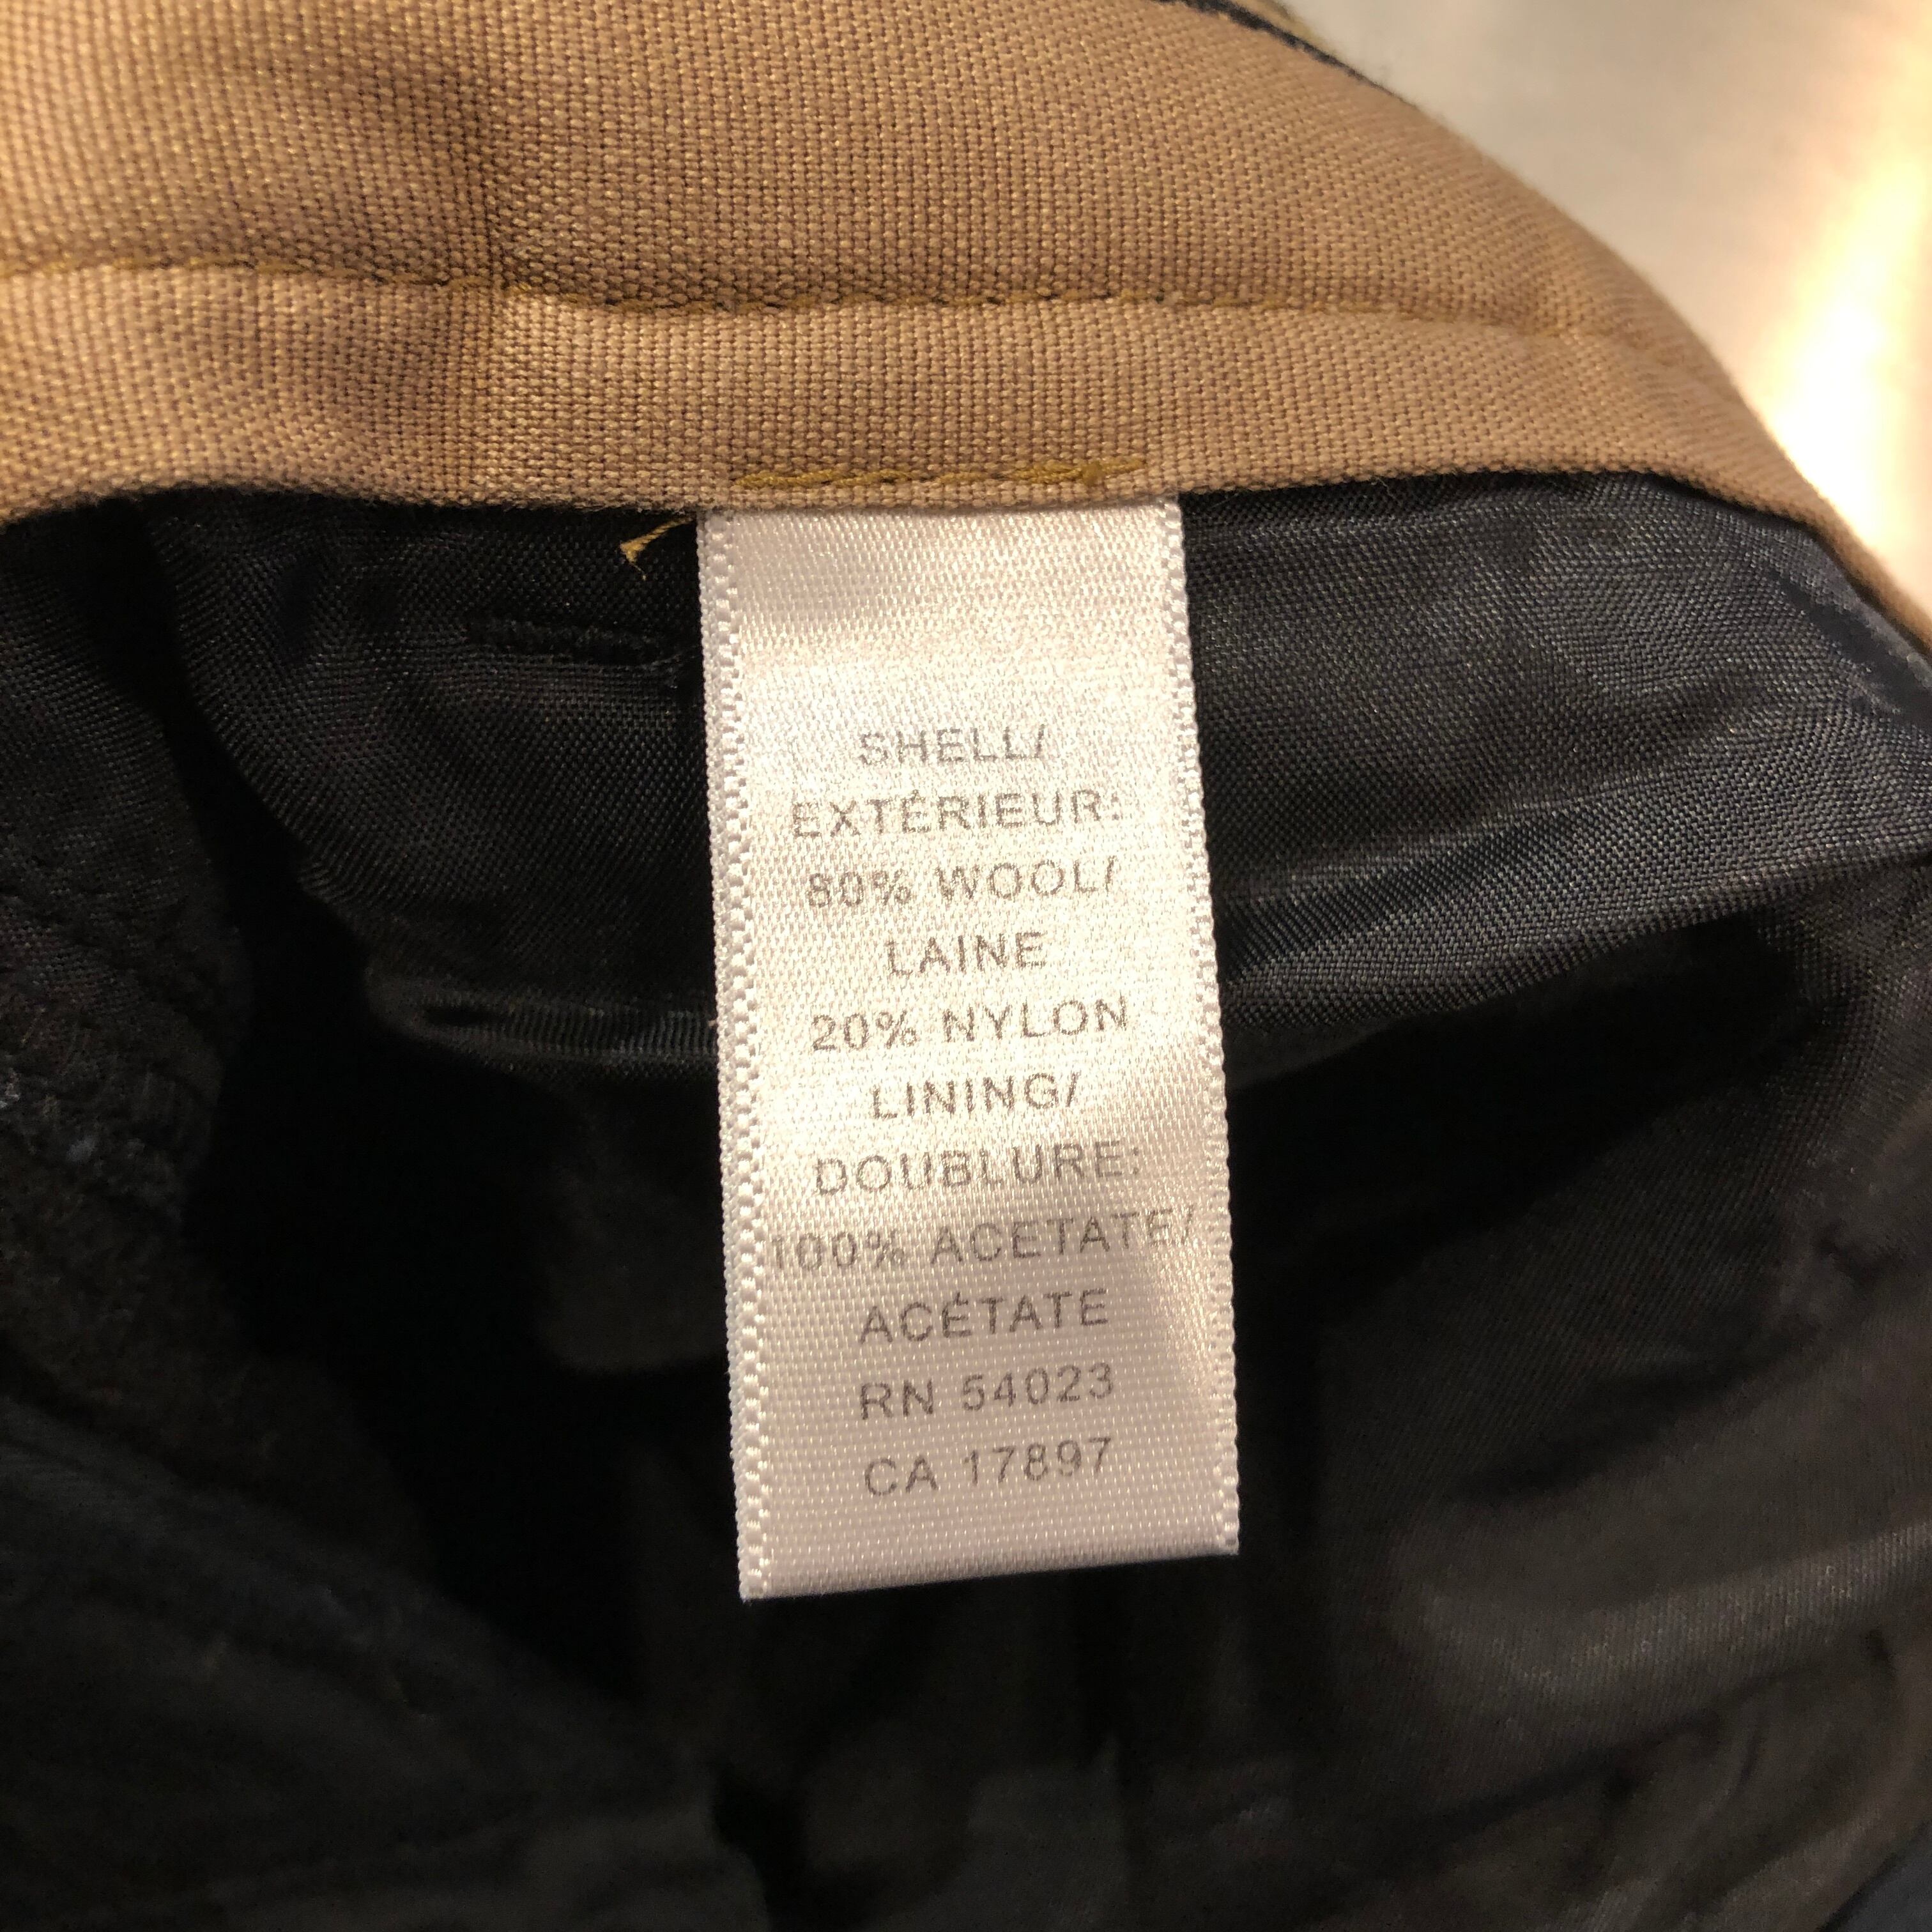 SHELL/
EXTÉRIEUR:
80% WOOL/
LAINE
20% NYLON
LINING/
DOUBLURE:
100% ACETATE/
ACÉTATE
RN 54023
CA 17897